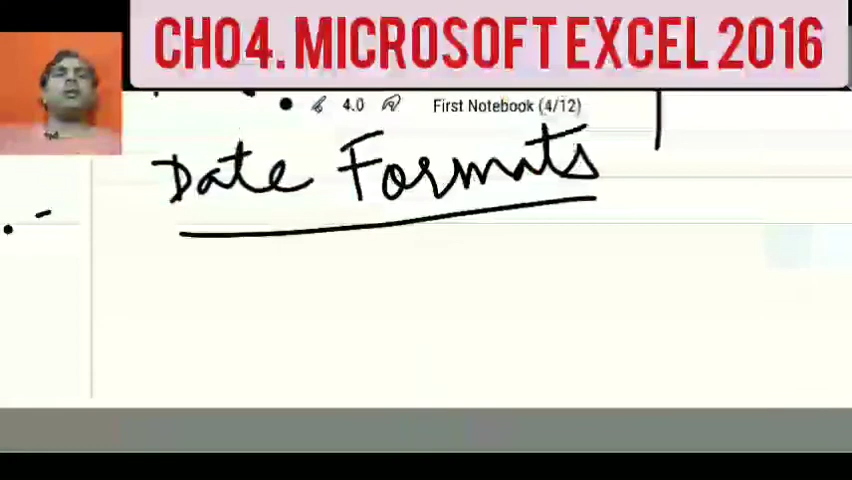 CH04. MICROSOFT EXCEL 2016
4.0 First Notebook (4/12)
Date Formats